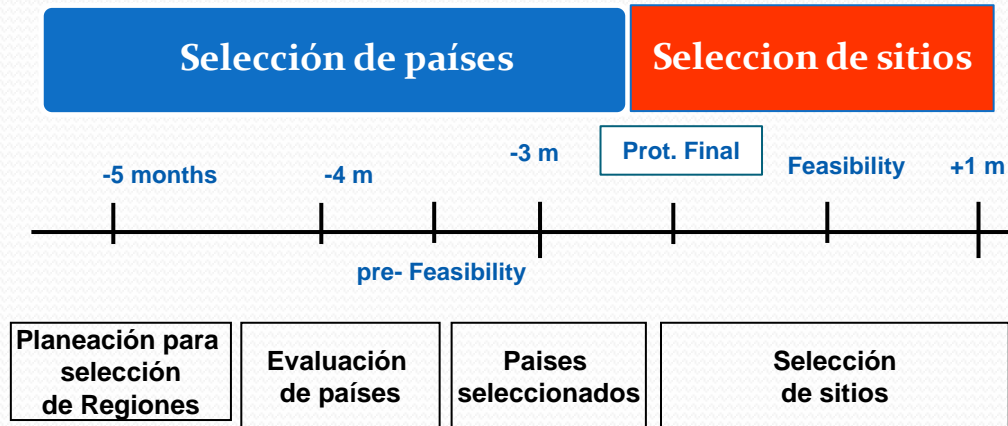 Selección de países
Seleccion de sitios
-5 months
-4 m
-3 m
Prot. Final
Feasibility
+1 m
pre- Feasibility
Planeación para
selección
de Regiones
Evaluación
de países
Paises
seleccionados
Selección
de sitios